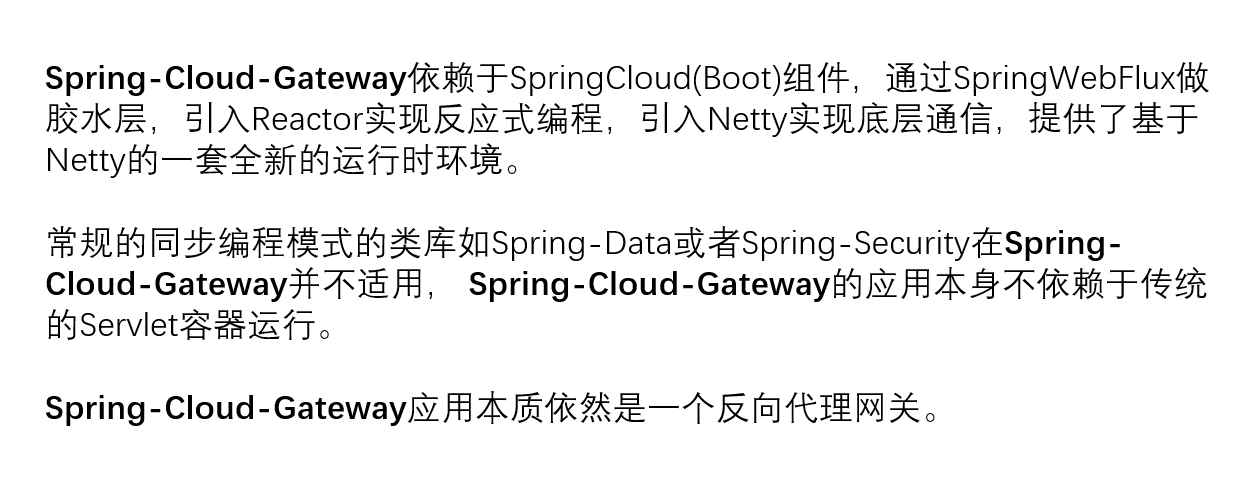 Spring-Cloud-Gateway依赖于SpringCloud(Boot)组件，通过SpringWebFlux做
胶水层，引入Reactor实现反应式编程，引入Netty实现底层通信，提供了基于
Netty的一套全新的运行时环境。
常规的同步编程模式的类库如Spring-Data或者Spring-Security在Spring-
Cloud-Gateway并不适用， Spring-Cloud-Gateway的应用本身不依赖于传统
的Servlet容器运行。
Spring-Cloud-Gateway应用本质依然是一个反向代理网关。